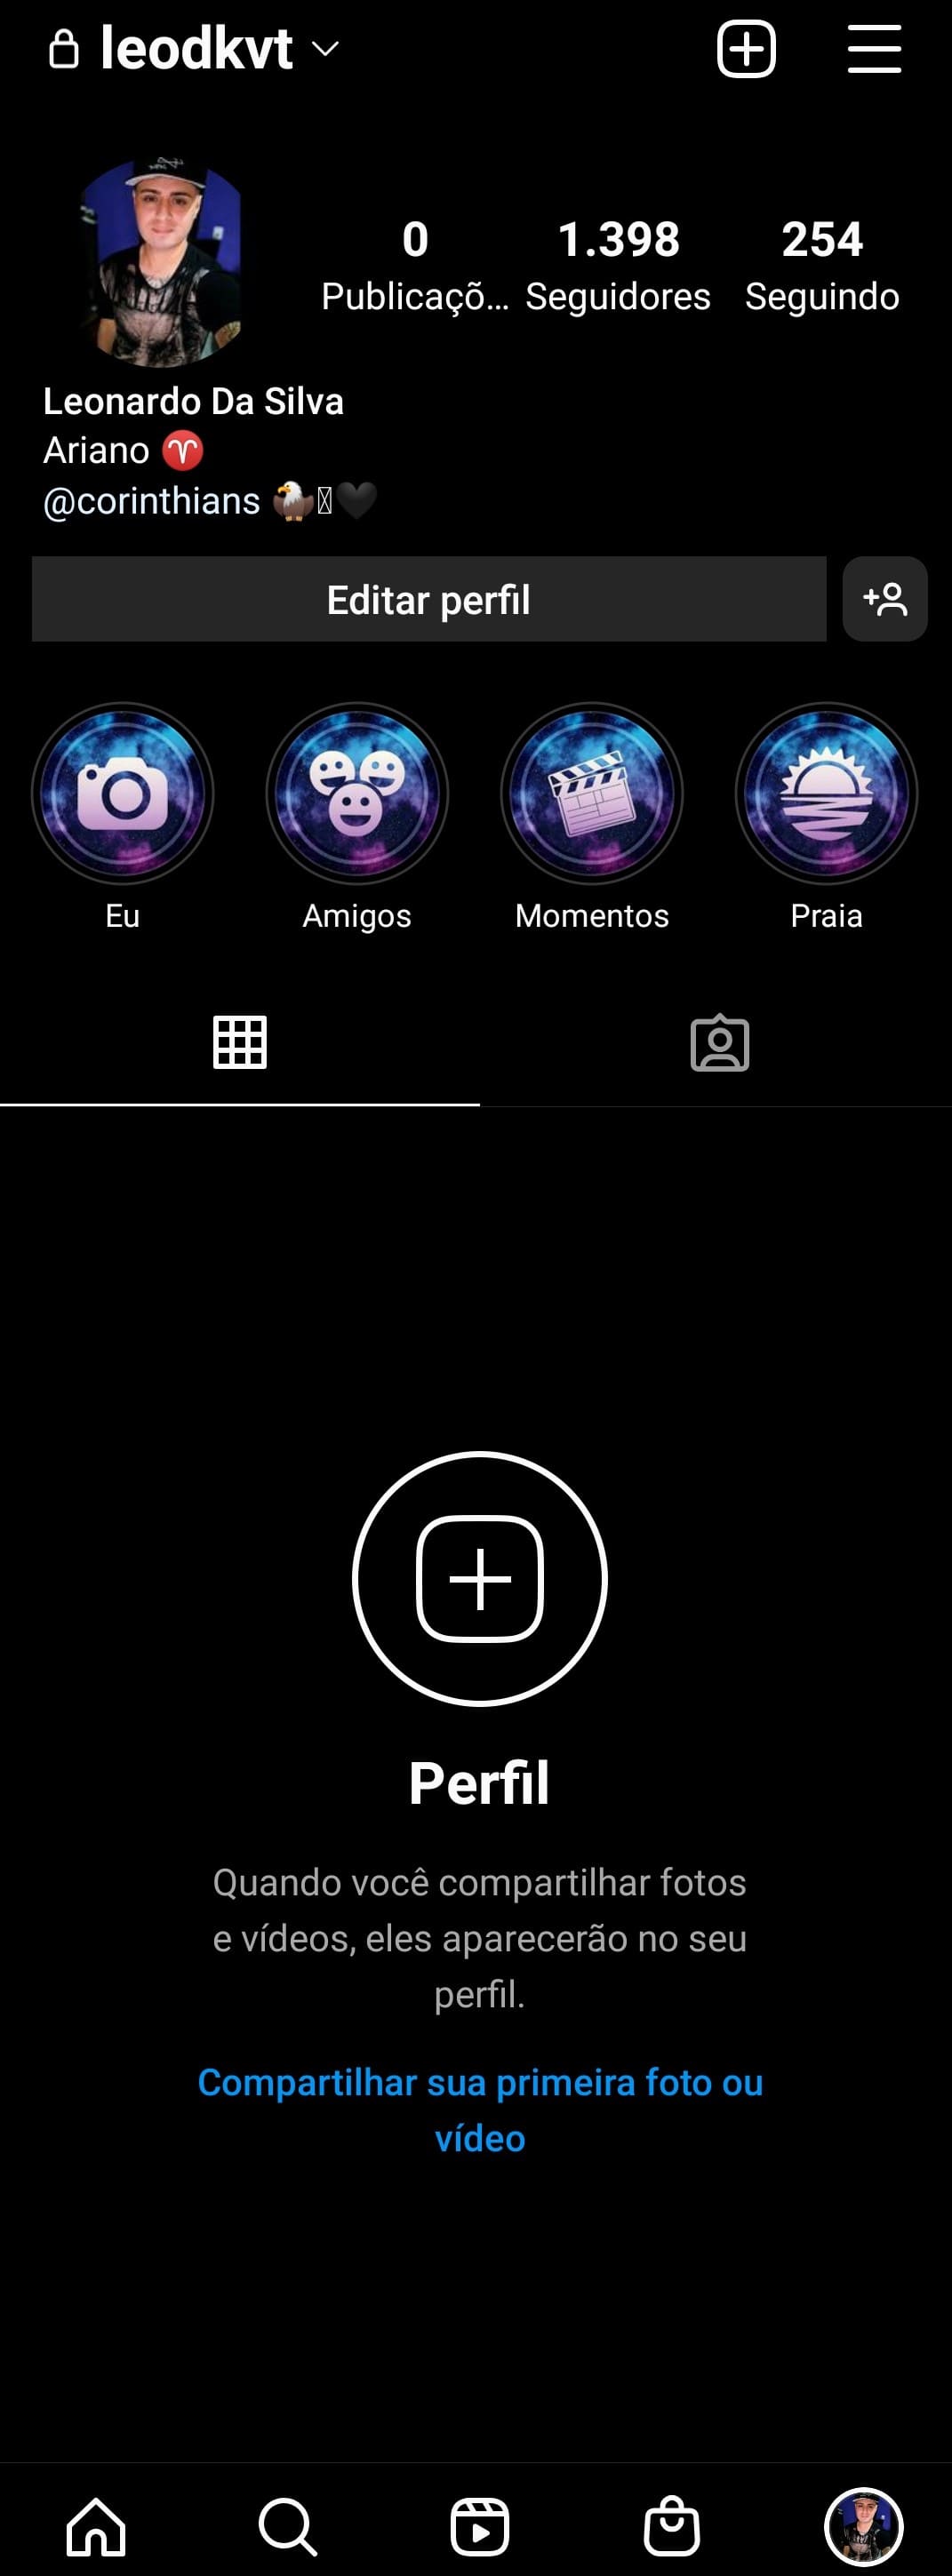 leodkvt
0 1.398 254
Publicaçõ... Seguidores Seguindo
Leonardo Da Silva
Ariano ♈
@corinthians 🦅🤍🖤
Editar perfil
Eu Amigos Momentos Praia
Perfil
Quando você compartilhar fotos
e vídeos, eles aparecerão no seu
perfil.
Compartilhar sua primeira foto ou
vídeo